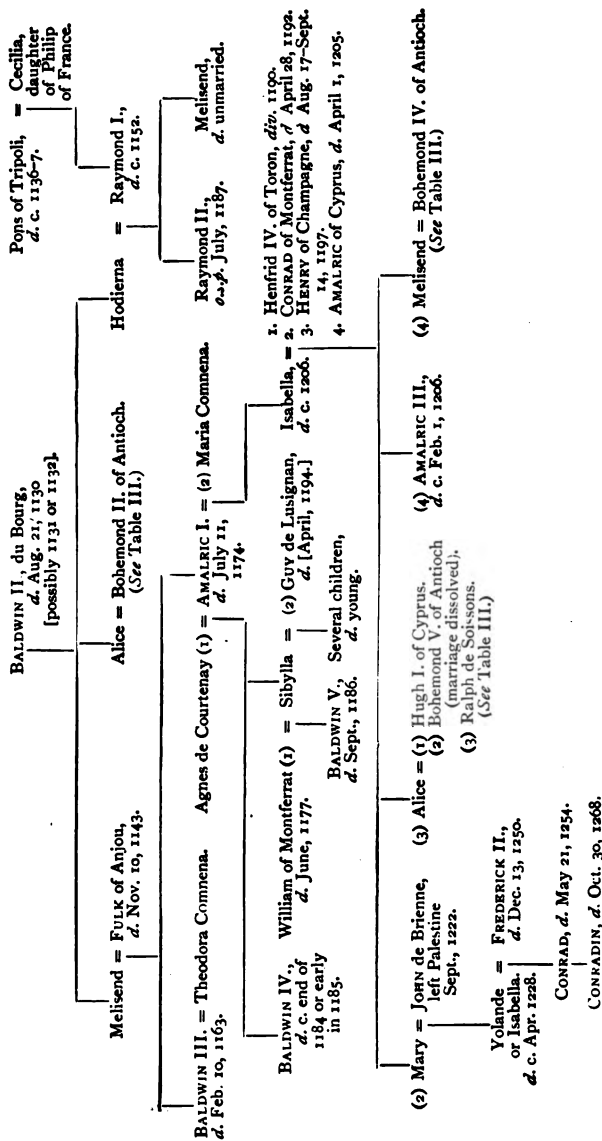 BALDWIN II., du Bourg,
d. Aug. 21, 1130
[possibly 1131 or 1132].
Pons of Tripoli,
d. c. 1136-7.
= Cecilia,
daughter
of Philip
of France.
Melisend = FULK of Anjou,
d. Nov. 10, 1143.
Alice = Bohemond II. of Antioch.
(See Table III.)
Hodierna
=
Raymond I.,
d. c. 1152.
BALDWIN III. = Theodora Comnena.
d. Feb. 10, 1163.
Agnes de Courtenay (1) = AMALRIC I. = (2) Maria Comnena.
d. July 11,
1174.
Raymond II.,
o.s.p. July, 1187.
Melisend,
d. unmarried.
BALDWIN IV.,
d. c. end of
1184 or early
in 1185.
William of Montferrat (1) = Sibylla = (2) GUY de Lusignan,
d. June, 1177.
d. [April, 1194.]
Isabella, =
d. c. 1206.
1. Henfrid IV. of Toron, div. 1190.
2. CONRAD of Montferrat, d April 28, 1192.
3. HENRY of Champagne, d Aug. 17-Sept.
14, 1197.
4. AMALRIC of Cyprus, d. April 1, 1205.
BALDWIN V.,
d. Sept., 1186.
Several children,
d. young.
(2) Mary = JOHN de Brienne,
left Palestine
Sept., 1222.
(3) Alice = (1) Hugh I. of Cyprus.
(2) Bohemond V. of Antioch
(marriage dissolved).
(3) Ralph de Soissons.
(See Table III.)
(4) AMALRIC III.,
d. c. Feb. 1, 1206.
(4) Melisend = Bohemond IV. of Antioch.
(See Table III.)
Yolande = FREDERICK II.,
or Isabella. d. Dec. 13, 1250.
d. c. Apr. 1228.
CONRAD, d. May 21, 1254.
CONRADIN, d. Oct. 30, 1268.